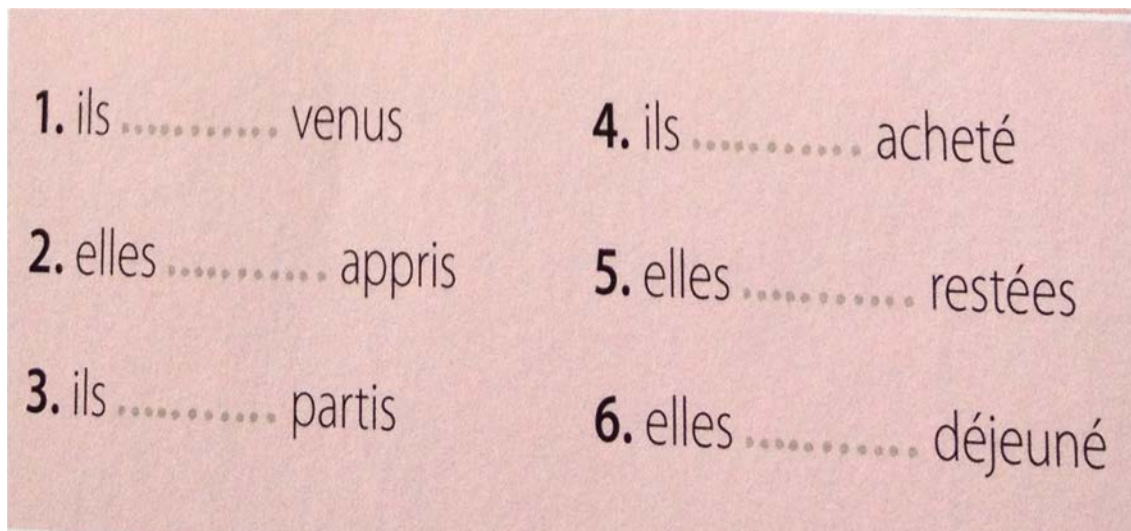 1. ils ........... venus
2. elles ........... appris
3. ils ........... partis
4. ils ........... acheté
5. elles ........... restées
6. elles ........... déjeuné